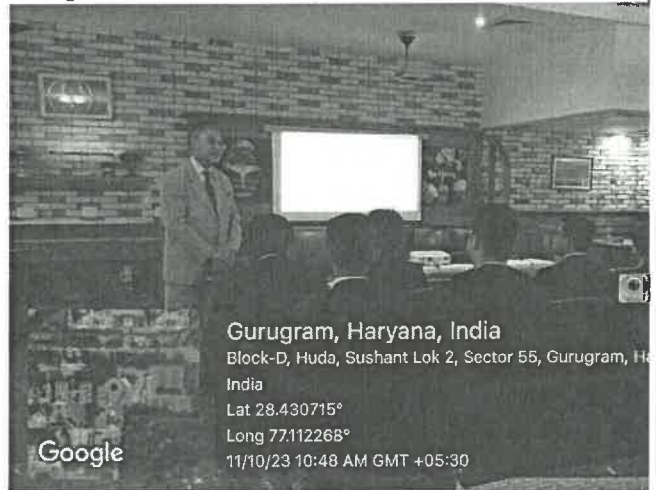 Gurugram, Haryana, India
Block-D, Huda, Sushant Lok 2, Sector 55, Gurugram,
India
Lat 28.430715°
Long 77.112268°
11/10/23 10:48 AM GMT +05:30
Google